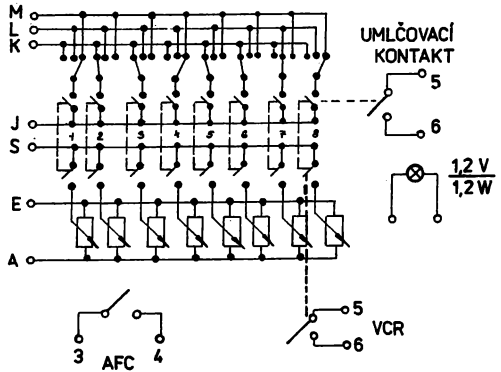 M
L
K
UMLČOVACÍ
KONTAKT
5
6
J
1 2 3 4 5 6 7 8
S
1,2 V
1,2 W
E
A
3 AFC 4
5
VCR
6